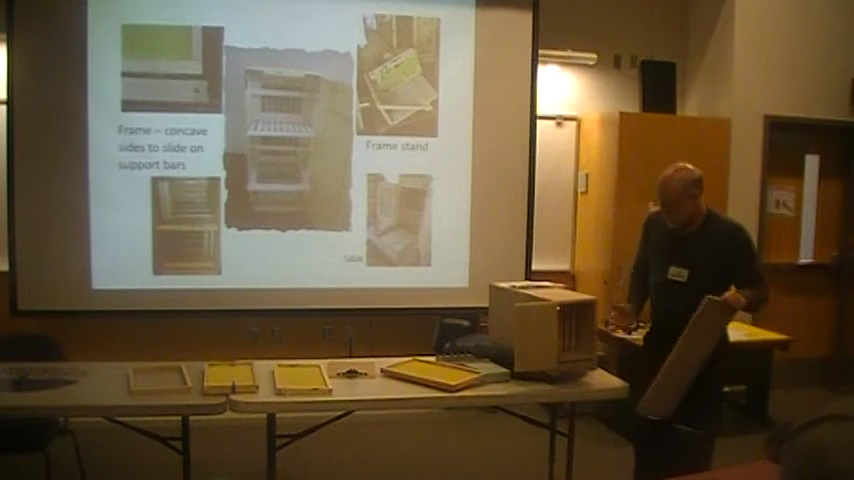 Frame – concave
sides to slide on
support bars
Frame stand